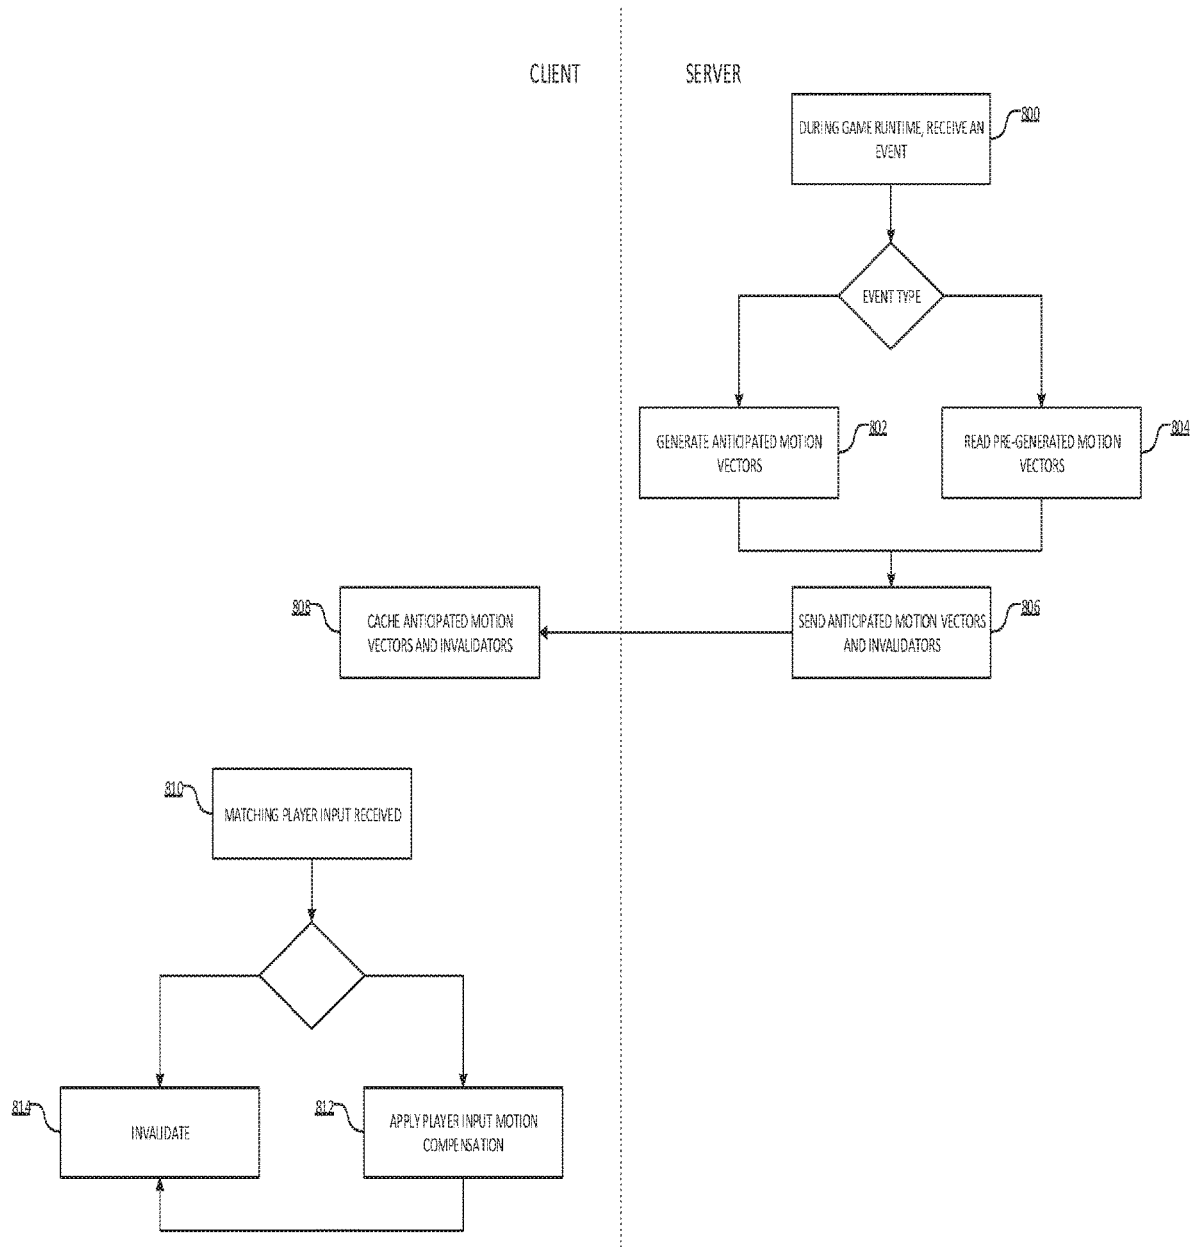 CLIENT
SERVER
DURING GAME RUNTIME, RECEIVE AN
EVENT
800
EVENT TYPE
GENERATE ANTICIPATED MOTION
VECTORS
802
READ PRE-GENERATED MOTION
VECTORS
804
808
CACHE ANTICIPATED MOTION
VECTORS AND INVALIDATORS
SEND ANTICIPATED MOTION VECTORS
AND INVALIDATORS
806
810
MATCHING PLAYER INPUT RECEIVED
814
INVALIDATE
812
APPLY PLAYER INPUT MOTION
COMPENSATION